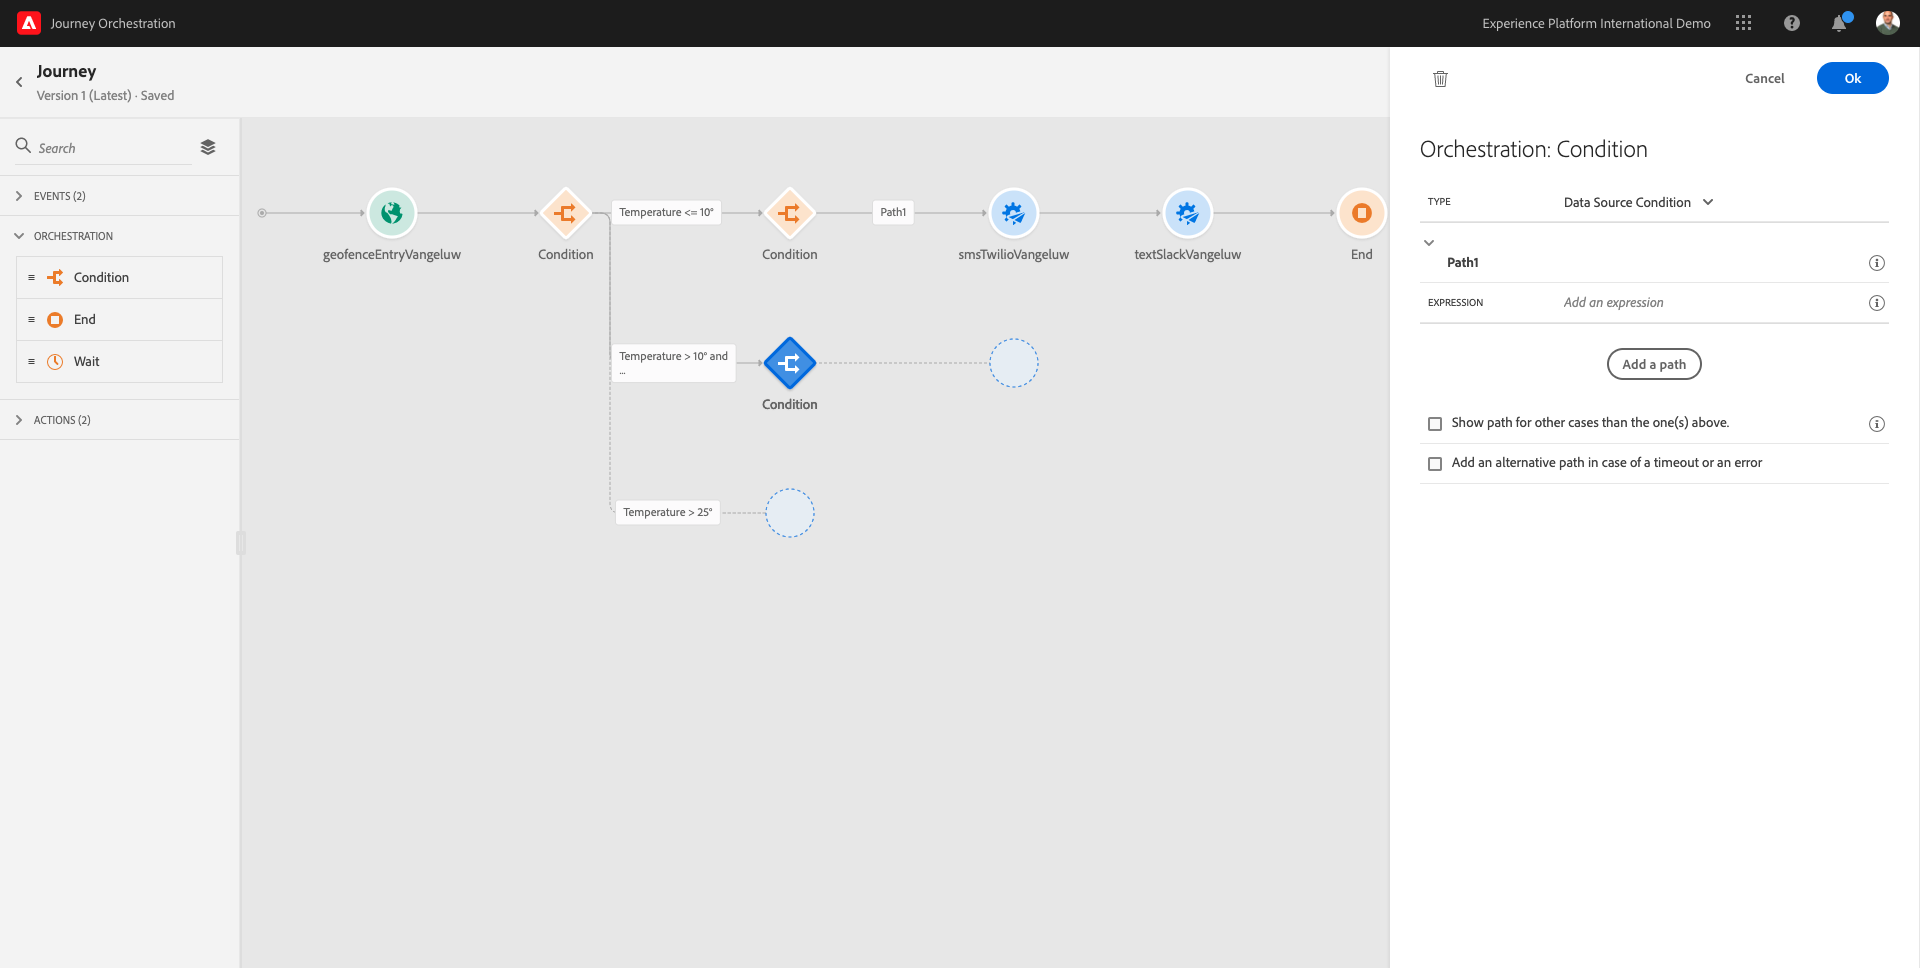 Journey Orchestration
Experience Platform International Demo
Journey
Version 1 (Latest) · Saved
Cancel
Ok
Search
EVENTS (2)
ORCHESTRATION
Condition
End
Wait
ACTIONS (2)
geofenceEntryVangeluw
Condition
Temperature <= 10°
Condition
Path1
smsTwilioVangeluw
textSlackVangeluw
End
Temperature > 10° and
...
Condition
Temperature > 25°
Orchestration: Condition
TYPE
Data Source Condition
Path1
EXPRESSION
Add an expression
Add a path
Show path for other cases than the one(s) above.
Add an alternative path in case of a timeout or an error